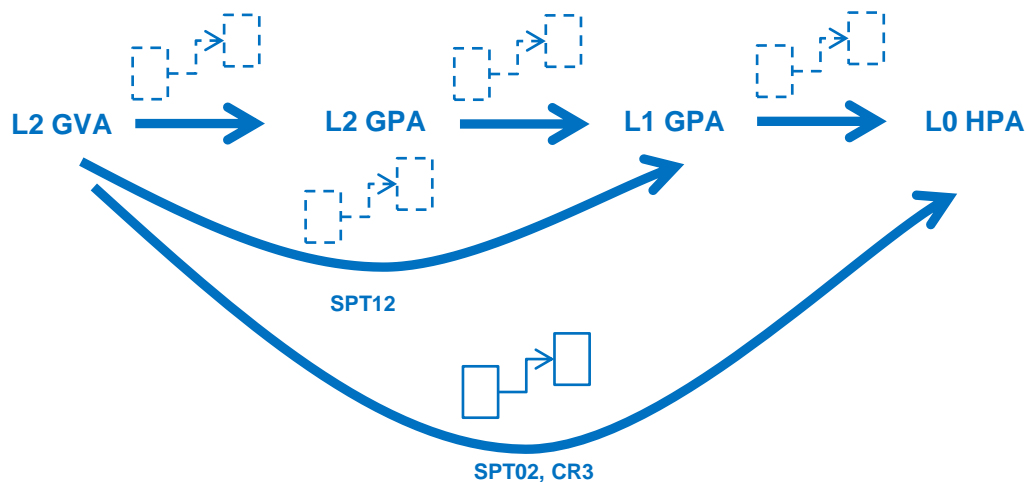 L2 GVA
L2 GPA
L1 GPA
L0 HPA
SPT12
SPT02, CR3